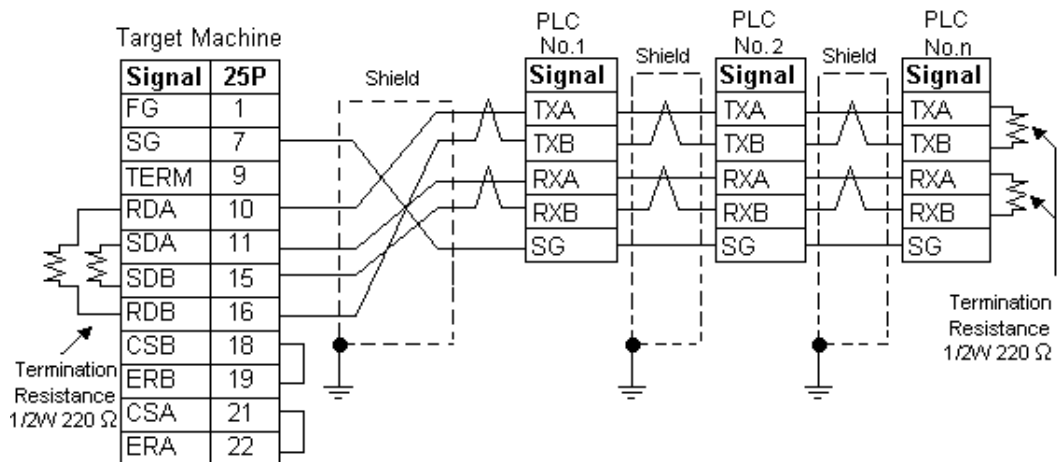 Target Machine
Signal 25P
FG 1
SG 7
TERM 9
RDA 10
SDA 11
SDB 15
RDB 16
CSB 18
ERB 19
CSA 21
ERA 22
Termination
Resistance
1/2W 220 Ω
Shield
PLC
No.1
Signal
TXA
TXB
RXA
RXB
SG
Shield
PLC
No.2
Signal
TXA
TXB
RXA
RXB
SG
Shield
PLC
No.n
Signal
TXA
TXB
RXA
RXB
SG
Termination
Resistance
1/2W 220 Ω